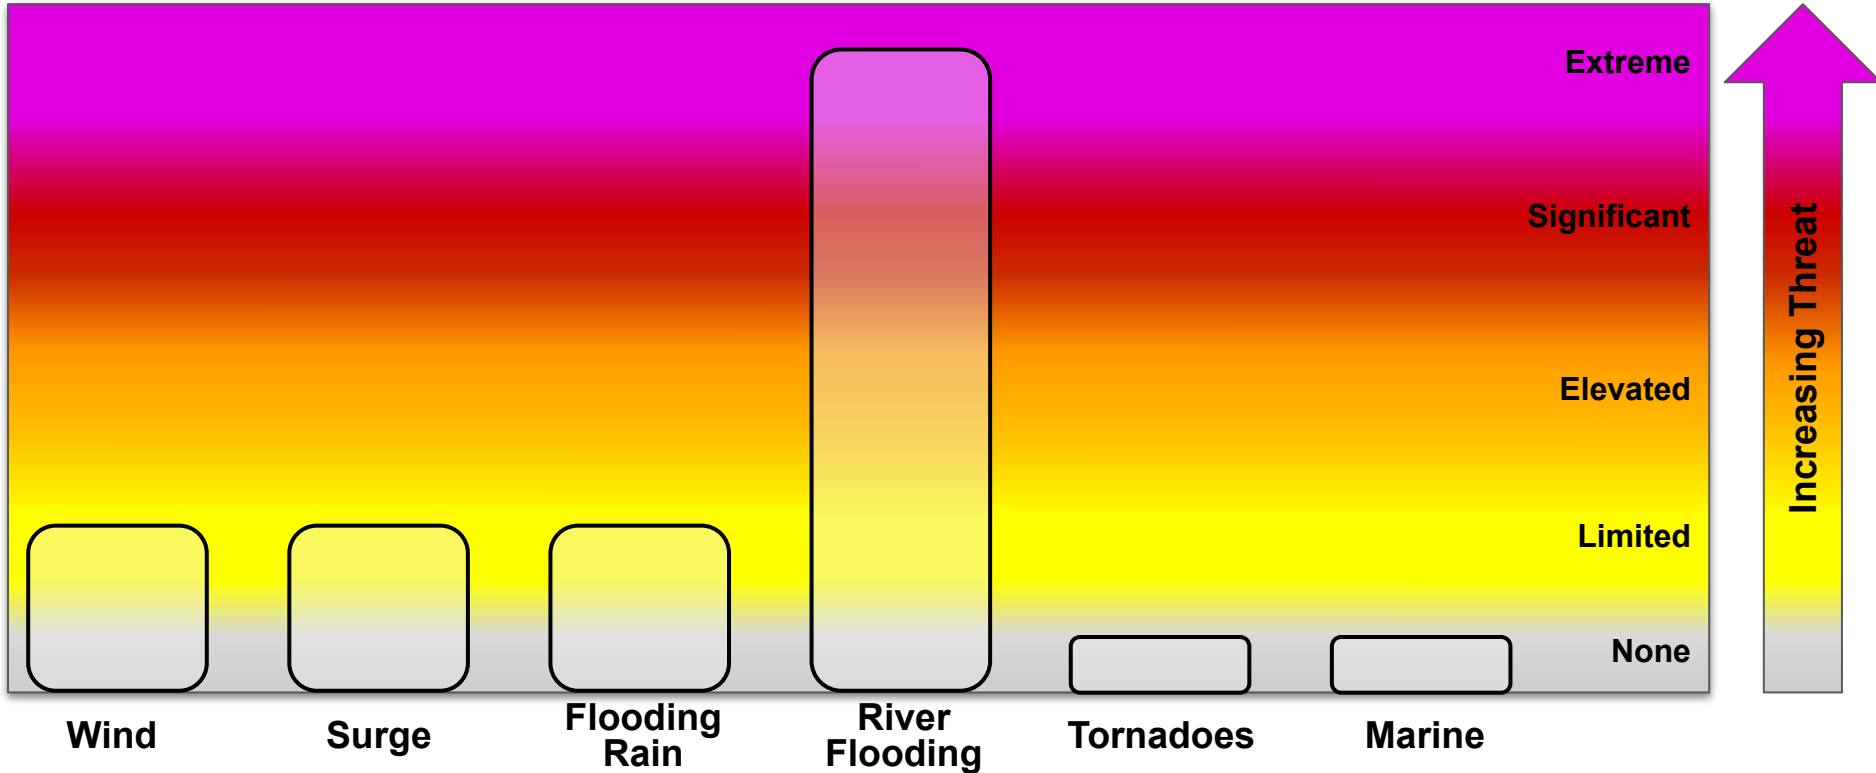 Extreme
Significant
Elevated
Limited
None
Increasing Threat
Wind
Surge
Flooding
Rain
River
Flooding
Tornadoes
Marine